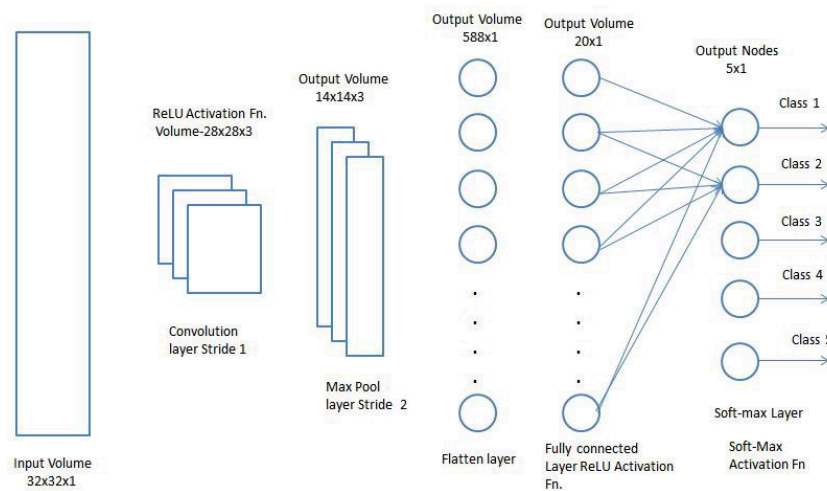 Input Volume
32x32x1
ReLU Activation Fn.
Volume-28x28x3
Convolution
layer Stride 1
Output Volume
14x14x3
Max Pool
layer Stride 2
Output Volume
588x1
Flatten layer
Output Volume
20x1
Fully connected
Layer ReLU Activation
Fn.
Output Nodes
5x1
Class 1
Class 2
Class 3
Class 4
Class 5
Soft-max Layer
Soft-Max
Activation Fn